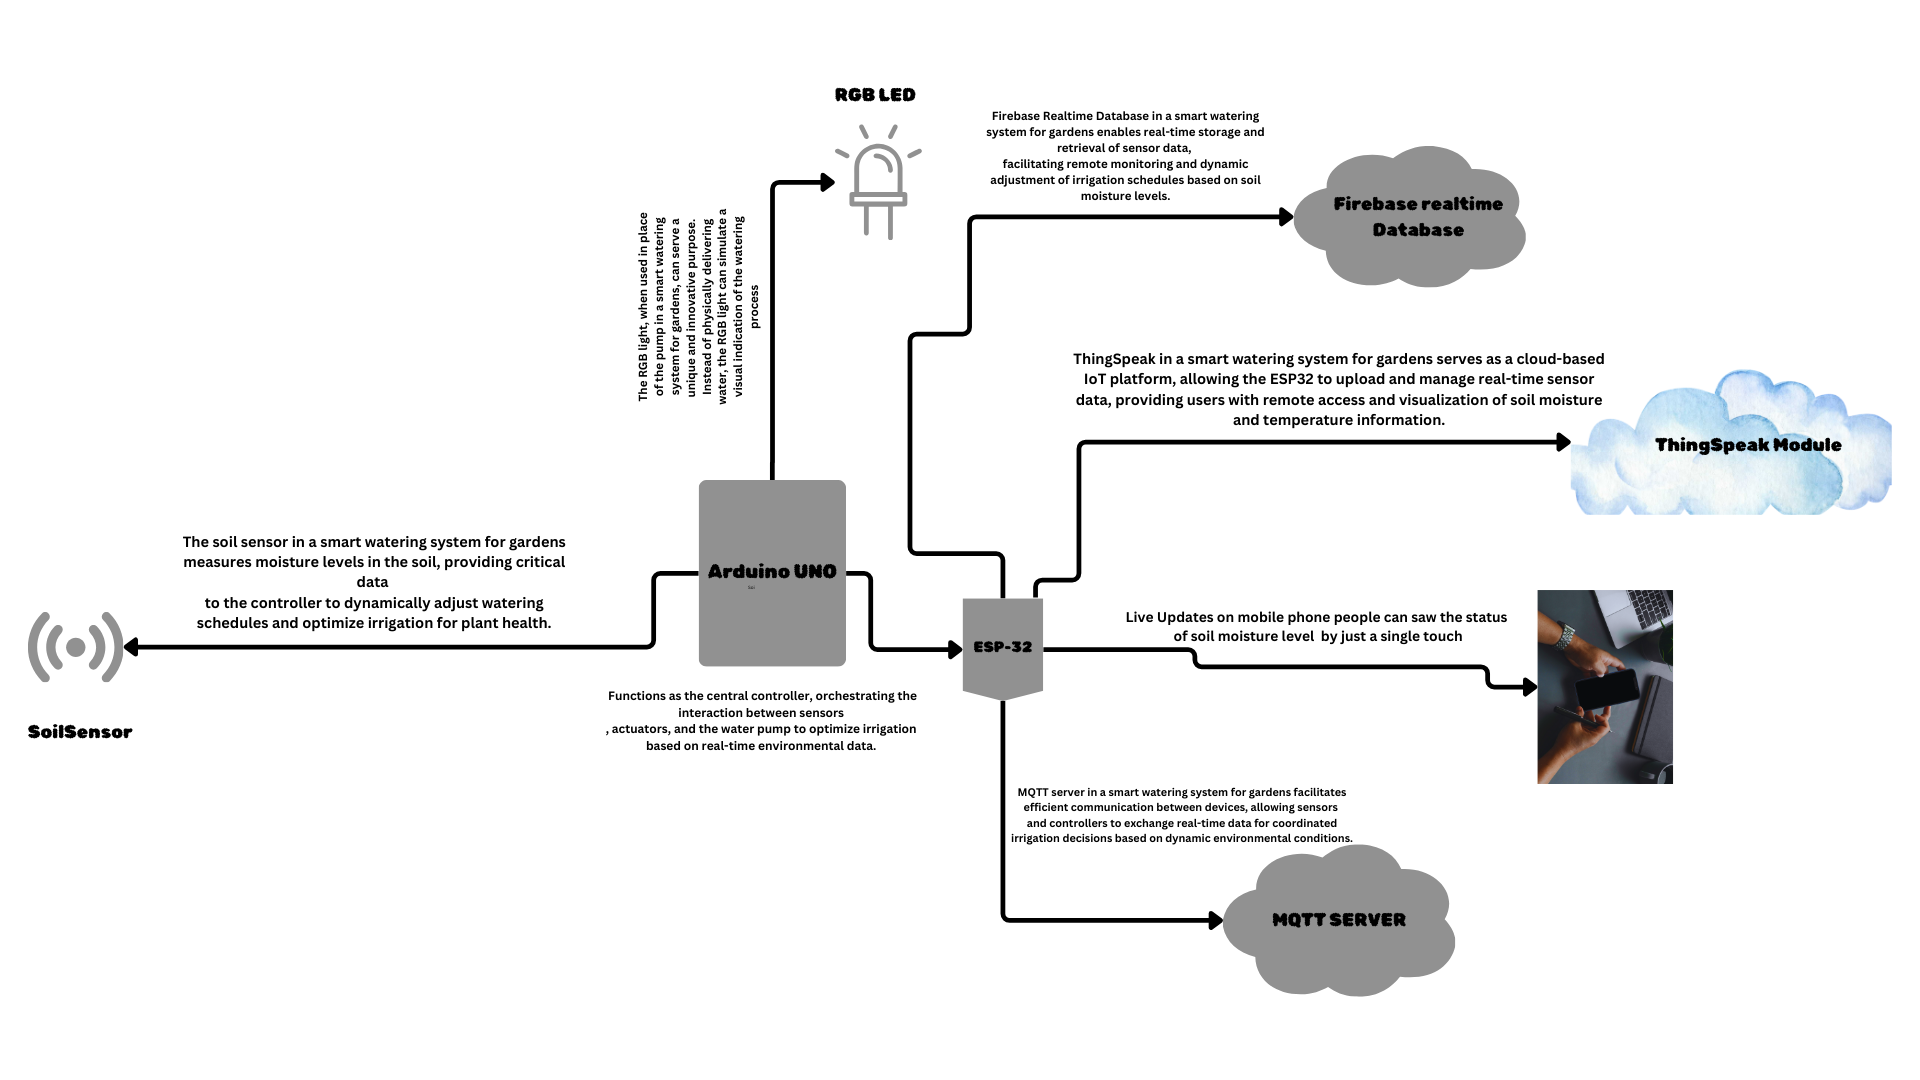 RGB LED
The RGB light, when used in place
of the pump in a smart watering
system for gardens, can serve a
unique and innovative purpose.
Instead of physically delivering
water, the RGB light can simulate a
visual indication of the watering
process
Firebase Realtime Database in a smart watering
system for gardens enables real-time storage and
retrieval of sensor data,
facilitating remote monitoring and dynamic
adjustment of irrigation schedules based on soil
moisture levels.
Firebase realtime
Database
ThingSpeak in a smart watering system for gardens serves as a cloud-based
IoT platform, allowing the ESP32 to upload and manage real-time sensor
data, providing users with remote access and visualization of soil moisture
and temperature information.
ThingSpeak Module
The soil sensor in a smart watering system for gardens
measures moisture levels in the soil, providing critical
data
to the controller to dynamically adjust watering
schedules and optimize irrigation for plant health.
SoilSensor
Arduino UNO
Functions as the central controller, orchestrating the
interaction between sensors
, actuators, and the water pump to optimize irrigation
based on real-time environmental data.
ESP-32
Live Updates on mobile phone people can saw the status
of soil moisture level  by just a single touch
MQTT server in a smart watering system for gardens facilitates
efficient communication between devices, allowing sensors
and controllers to exchange real-time data for coordinated
irrigation decisions based on dynamic environmental conditions.
MQTT SERVER